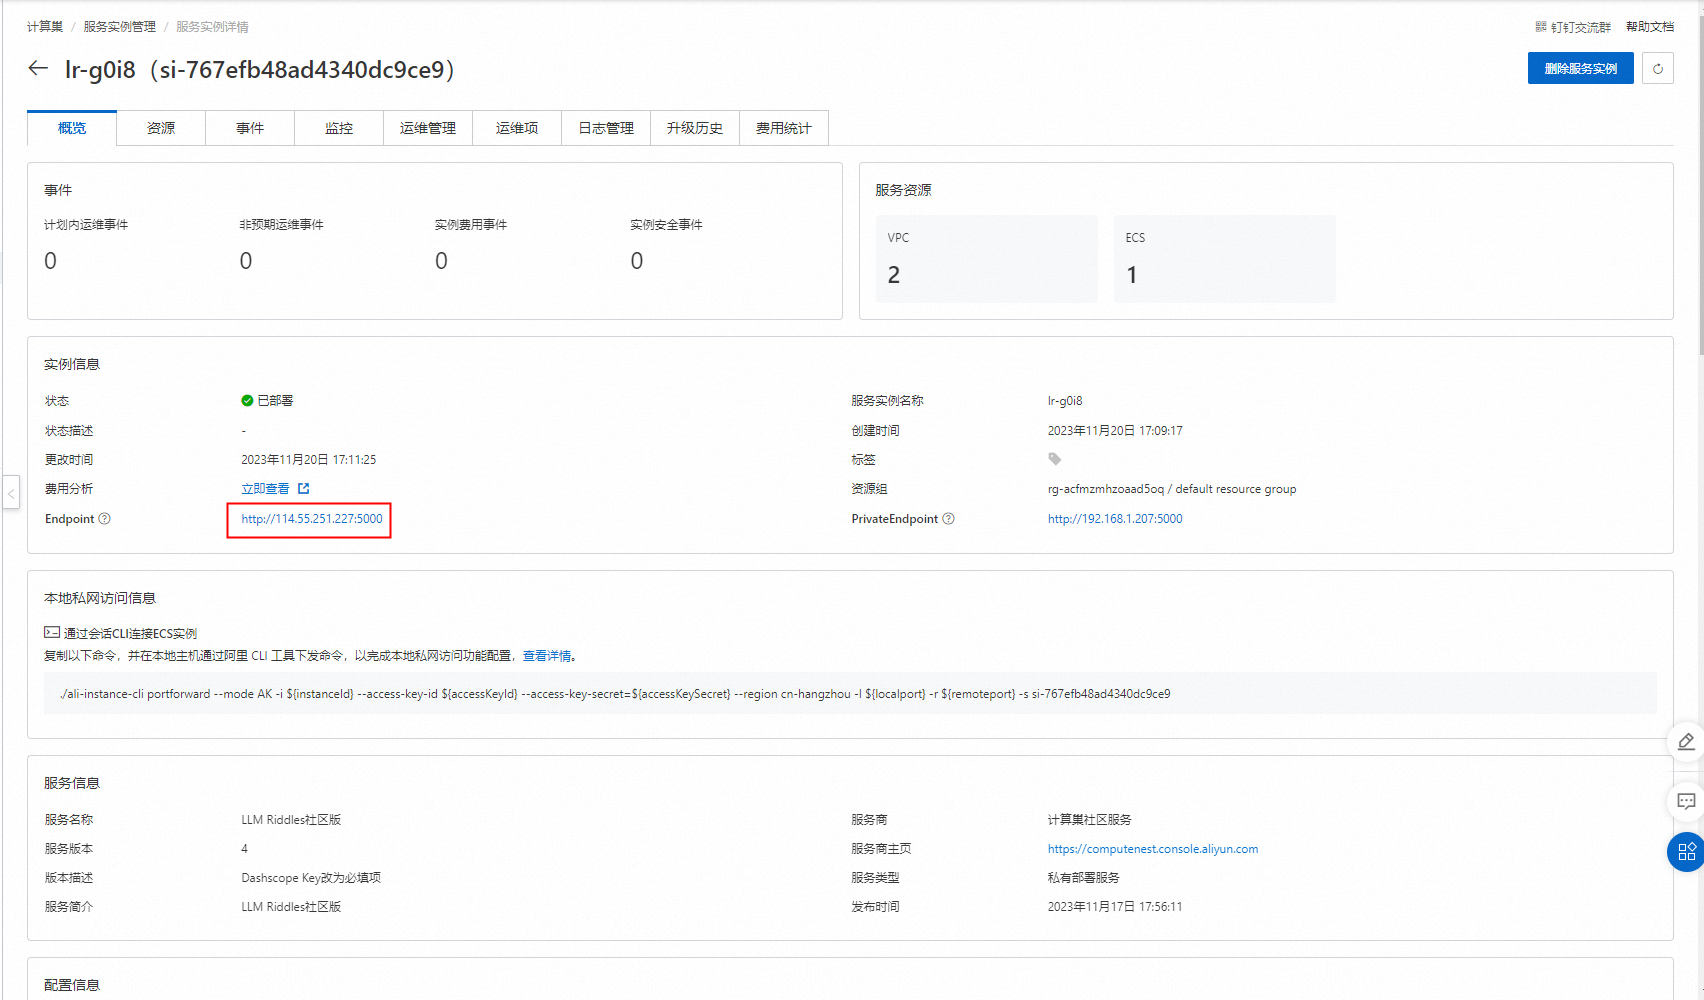 计算巢 / 服务实例管理 / 服务实例详情
钉钉交流群 帮助文档
lr-g0i8（si-767efb48ad4340dc9ce9）
删除服务实例
概览 资源 事件 监控 运维管理 运维项 日志管理 升级历史 费用统计
事件
计划内运维事件 非预期运维事件 实例费用事件 实例安全事件
0 0 0 0
服务资源
VPC ECS
2 1
实例信息
状态 已部署 服务实例名称 lr-g0i8
状态描述 - 创建时间 2023年11月20日 17:09:17
更改时间 2023年11月20日 17:11:25 标签
费用分析 立即查看 资源组 rg-acfmzmhzoaad5oq / default resource group
Endpoint http://114.55.251.227:5000 PrivateEndpoint http://192.168.1.207:5000
本地私网访问信息
通过会话CLI连接ECS实例
复制以下命令，并在本地主机通过阿里 CLI 工具下发命令，以完成本地私网访问功能配置，查看详情。
./ali-instance-cli portforward --mode AK -i ${instanceId} --access-key-id ${accessKeyId} --access-key-secret=${accessKeySecret} --region cn-hangzhou -l ${localport} -r ${remoteport} -s si-767efb48ad4340dc9ce9
服务信息
服务名称 LLM Riddles社区版 服务商 计算巢社区服务
服务版本 4 服务商主页 https://computenest.console.aliyun.com
版本描述 Dashscope Key改为必填项 服务类型 私有部署服务
服务简介 LLM Riddles社区版 发布时间 2023年11月17日 17:56:11
配置信息